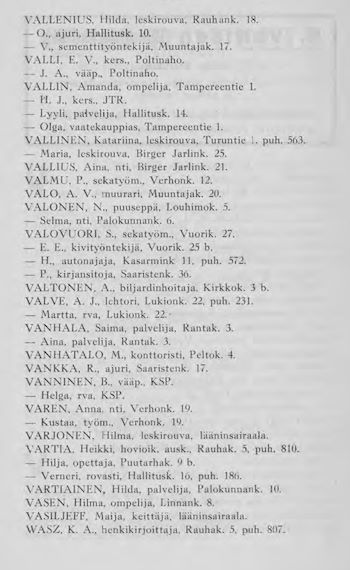 VALLENIUS, Hilda, leskirouva, Rauhank. 18.
— O., ajuri, Hallitusk. 10.
— V., sementtityöntekijä, Muuntajak. 17.
VALLI, E. V., kers., Poltinaho.
— J. A., vääp., Poltinaho.
VALLIN, Amanda, ompelija, Tampereentie 1.
— H. J., kers., JTR.
— Lyyli, palvelija, Hallitusk. 14.
— Olga, vaatekauppias, Tampereentie 1.
VALLINEN, Katariina, leskirouva, Turuntie 1. puh. 563.
— Maria, leskirouva, Birger Jarlink. 25.
VALLIUS, Aina, nti, Birger Jarlink. 21.
VALMU, P., sekatyöm., Verhonk. 12.
VALO, A. V., muurari, Muuntajak. 20.
VALONEN, N., puuseppä, Louhimok. 5.
— Selma, nti, Palokunnank. 6.
VALOVUORI, S., sekatyöm., Vuorik. 27.
— E. E., kivityöntekijä, Vuorik. 25 b.
— H., autonajaja, Kasarmink 11, puh. 572.
— P., kirjansitoja, Saaristenk. 36.
VALTONEN, A., biljardinhoitaja, Kirkkok. 3 b.
VALVE, A. J., lehtori, Lukionk. 22, puh. 231.
— Martta, rva, Lukionk. 22.
VANHALA, Saima, palvelija, Rantak. 3.
— Aina, palvelija, Rantak. 3.
VANHATALO, M., konttoristi, Peltok. 4.
VANKKA, R., ajuri, Saaristenk. 17.
VANNINEN, B., vääp., KSP.
— Helga, rva, KSP.
VAREN, Anna, nti, Verhonk. 19.
— Kustaa, työm., Verhonk. 19.
VARJONEN, Hilma, leskirouva, lääninsairaala.
VARTIA, Heikki, hovioik. ausk., Rauhak. 5, puh. 810.
— Hilja, opettaja, Puutarhak. 9 b.
— Verneri, rovasti, Hallitusk. 16, puh. 186.
VARTIAINEN, Hilda, palvelija, Palokunnank. 10.
VASEN, Hilma, ompelija, Linnank. 8.
VASILJEFF, Maija, keittäjä, lääninsairaala.
WASZ, K. A., henkikirjoittaja, Rauhak. 5, puh. 807.